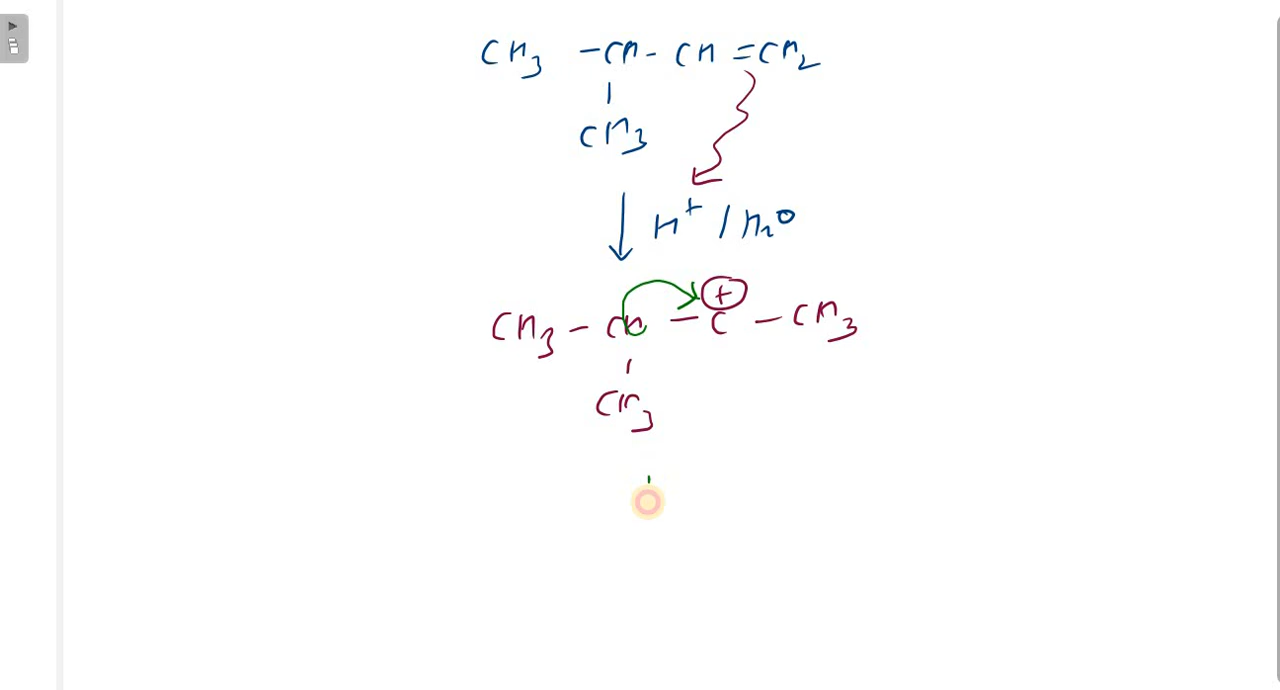 CH3 - CH - CH = CH2
|
CH3
↓ H+ / H2O
+
CH3 - CH - C - CH3
|
CH3